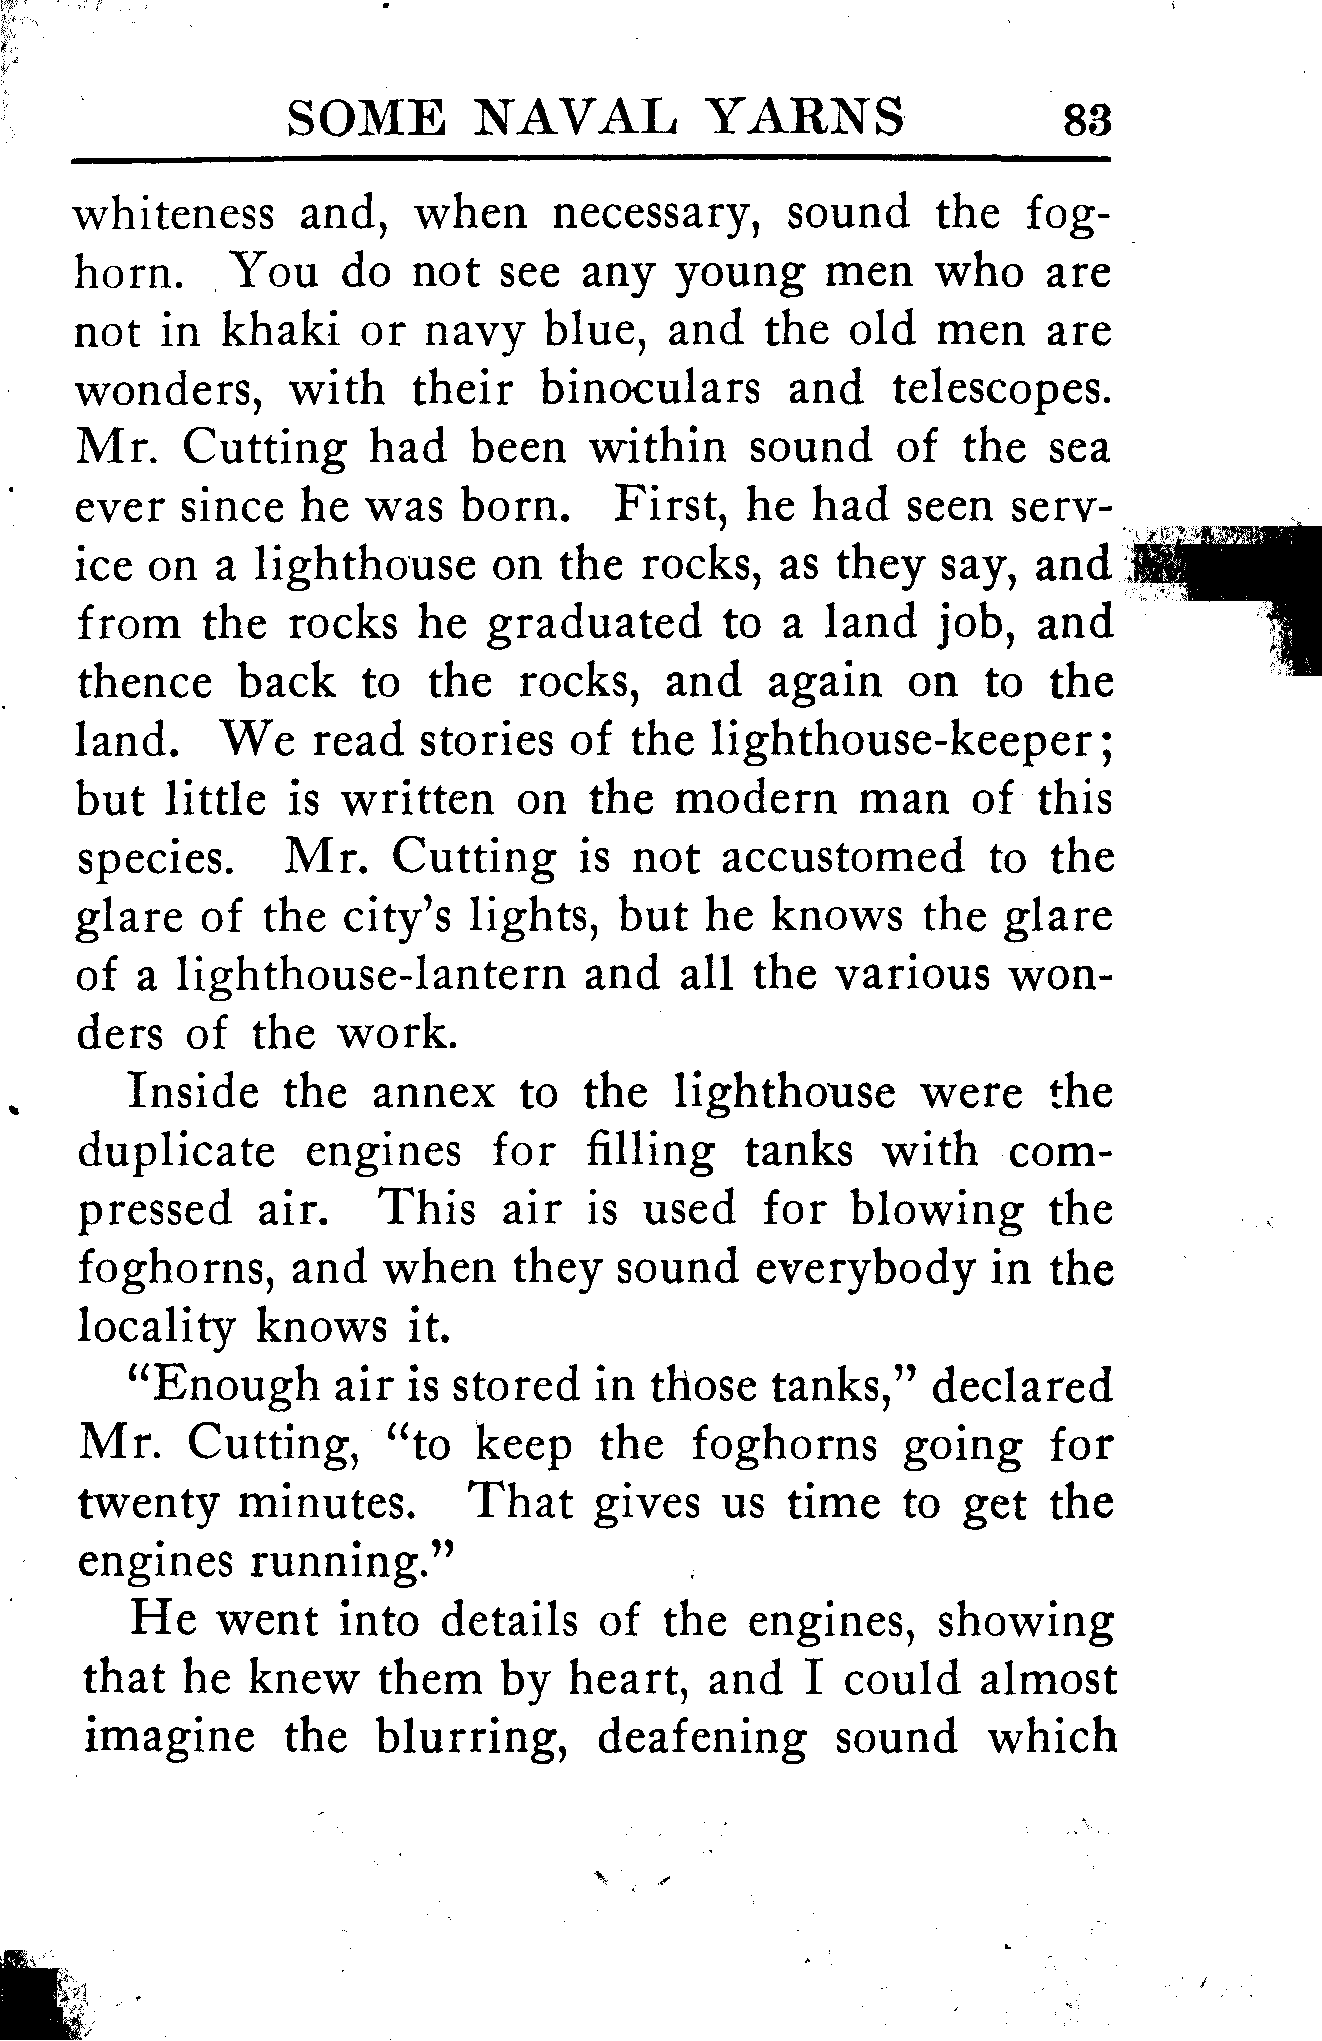 SOME NAVAL YARNS 83
whiteness and, when necessary, sound the fog-
horn. You do not see any young men who are
not in khaki or navy blue, and the old men are
wonders, with their binoculars and telescopes.
Mr. Cutting had been within sound of the sea
ever since he was born. First, he had seen serv-
ice on a lighthouse on the rocks, as they say, and
from the rocks he graduated to a land job, and
thence back to the rocks, and again on to the
land. We read stories of the lighthouse-keeper;
but little is written on the modern man of this
species. Mr. Cutting is not accustomed to the
glare of the city's lights, but he knows the glare
of a lighthouse-lantern and all the various won-
ders of the work.
Inside the annex to the lighthouse were the
duplicate engines for filling tanks with com-
pressed air. This air is used for blowing the
foghorns, and when they sound everybody in the
locality knows it.
"Enough air is stored in those tanks," declared
Mr. Cutting, "to keep the foghorns going for
twenty minutes. That gives us time to get the
engines running."
He went into details of the engines, showing
that he knew them by heart, and I could almost
imagine the blurring, deafening sound which